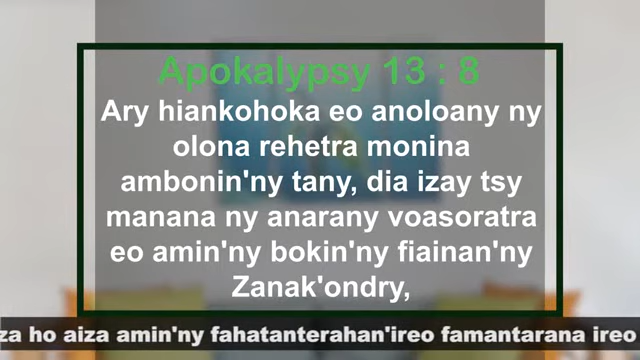 Apokalypsy 13 : 8
Ary hiankohoka eo anoloany ny
olona rehetra monina
ambonin'ny tany, dia izay tsy
manana ny anarany voasoratra
eo amin'ny bokin'ny fiainan'ny
Zanak'ondry,
ho aiza amin'ny fahatanterahan'ireo famantarana ireo